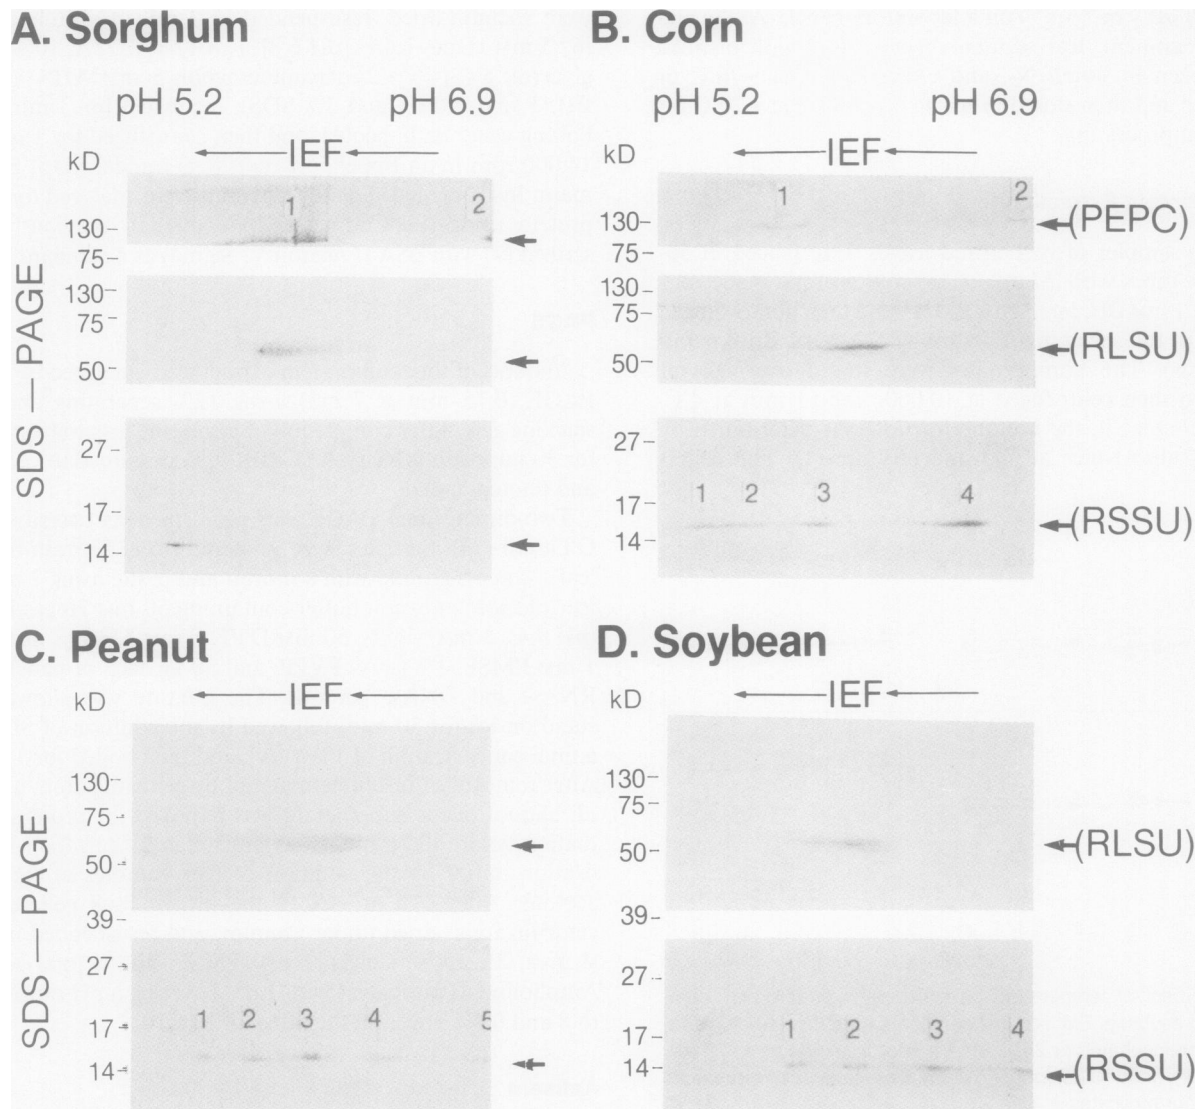 A. Sorghum
B. Corn
pH 5.2
pH 6.9
pH 5.2
pH 6.9
kD
IEF
kD
IEF
1
2
1
2
130
75
130
75
(PEPC)
130
75
50
130
75
50
(RLSU)
27
17
14
27
17
14
1 2 3 4
(RSSU)
SDS — PAGE
C. Peanut
D. Soybean
kD
IEF
kD
IEF
130
75
50
39
130
75
50
39
(RLSU)
27
17
14
1 2 3 4 5
27
17
14
1 2 3 4
(RSSU)
SDS — PAGE